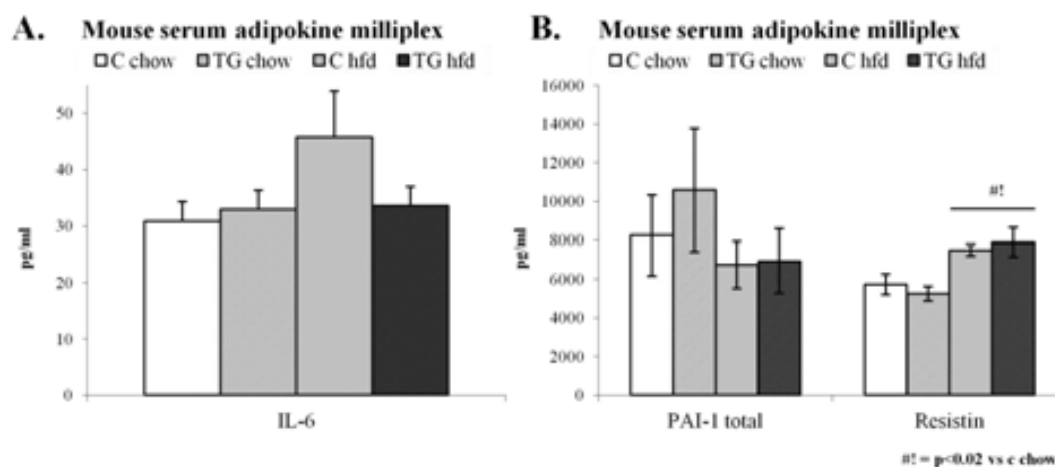 A. Mouse serum adipokine milliplex
C chow TG chow C hfd TG hfd
50
40
30
20
10
0
pg/ml
IL-6
B. Mouse serum adipokine milliplex
C chow TG chow C hfd TG hfd
16000
14000
12000
10000
8000
6000
4000
2000
0
pg/ml
#!
PAI-1 total Resistin
#! = p<0.02 vs c chow